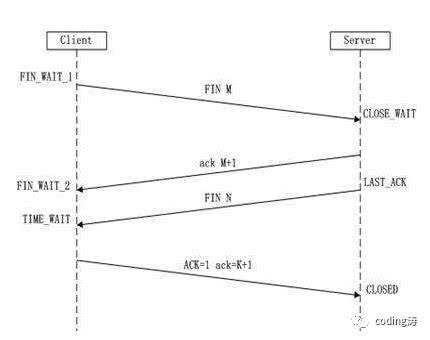 Client
Server
FIN_WAIT_1
FIN M
CLOSE_WAIT
ack M+1
FIN_WAIT_2
LAST_ACK
FIN N
TIME_WAIT
ACK=1 ack=K+1
CLOSED
coding涛